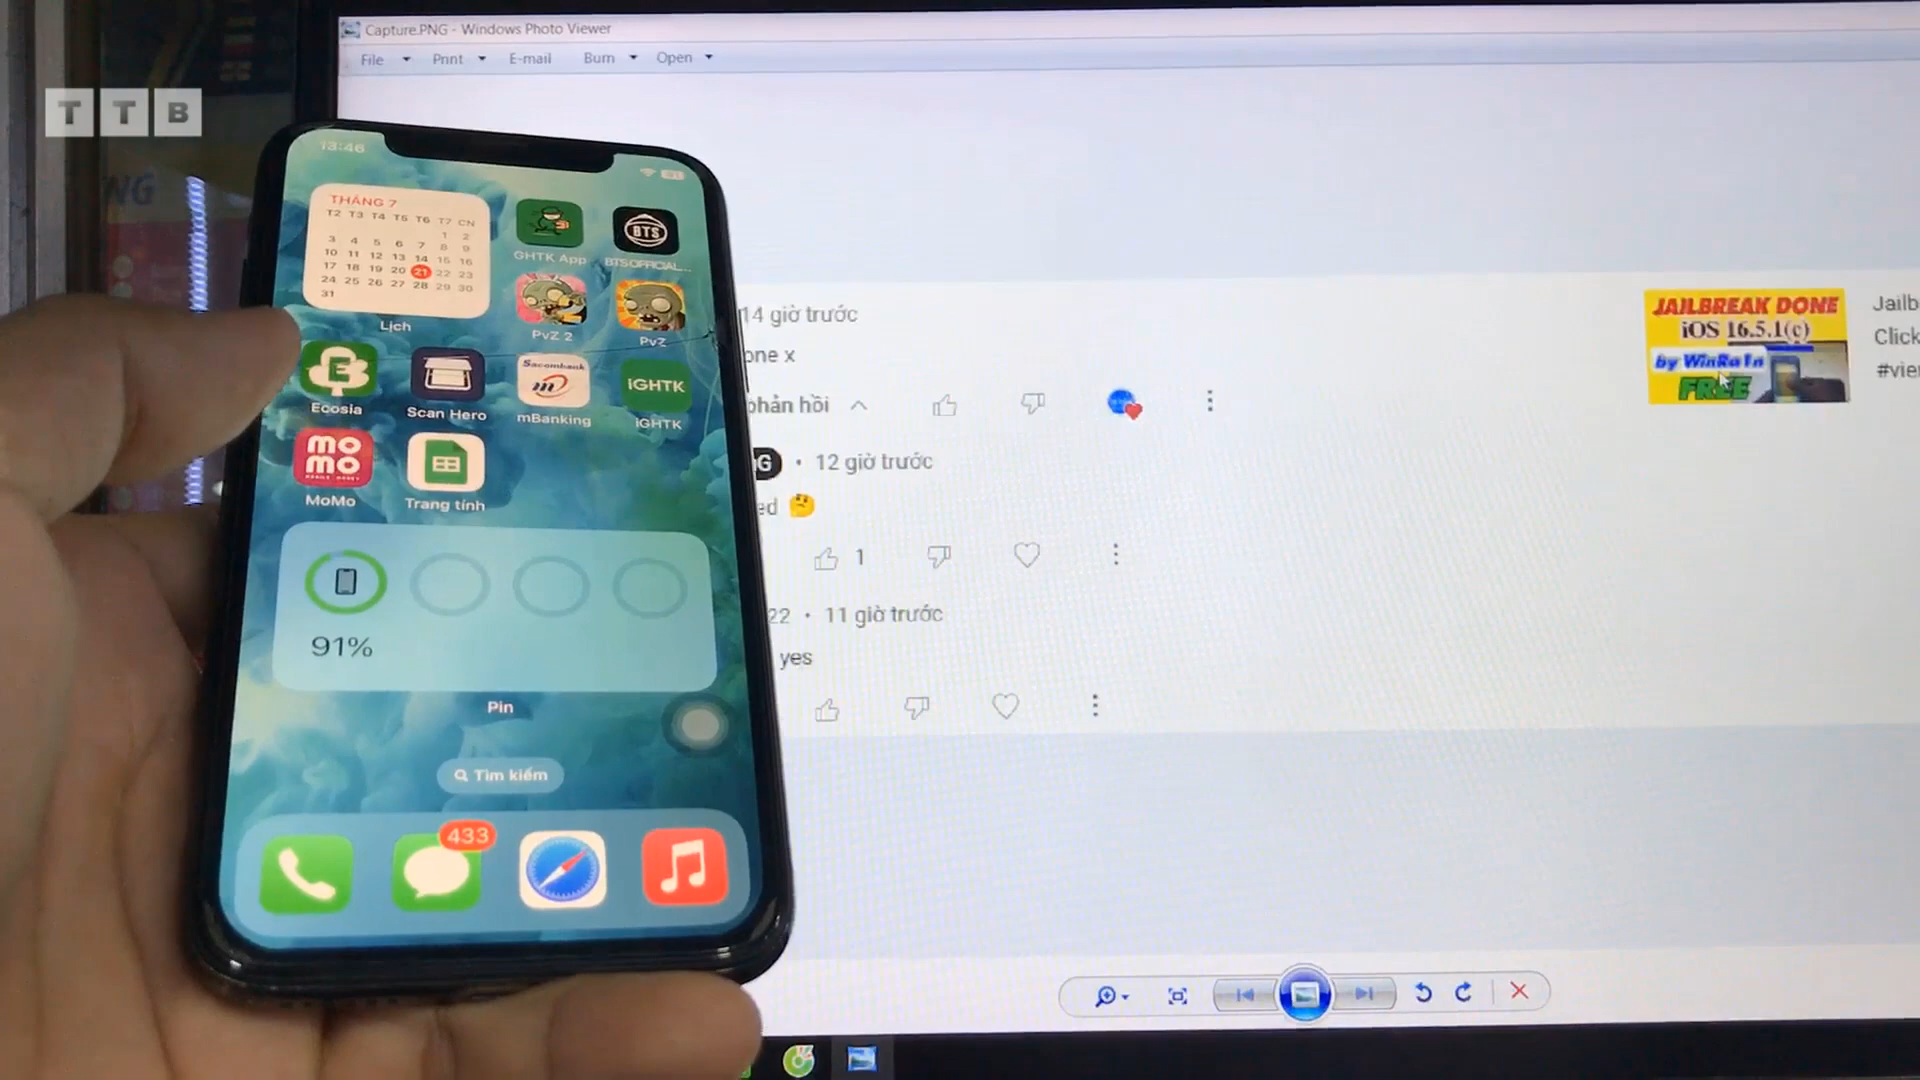 Capture.PNG - Windows Photo Viewer
File Print E-mail Burn Open
TTB
13:46
THÁNG 7
T2 T3 T4 T5 T6 T7 CN
1 2
3 4 5 6 7 8 9
10 11 12 13 14 15 16
17 18 19 20 21 22 23
24 25 26 27 28 29 30
31
Lịch
GHTK App
BTS
BTSOFFICIAL...
PvZ 2
PvZ
Ecosia
Scan Hero
Sacombank
m
mBanking
iGHTK
iGHTK
MOMO
MoMo
Trang tính
91%
Pin
Tìm kiếm
433
14 giờ trước
one x
phản hồi
G • 12 giờ trước
ed 🤔
1
22 • 11 giờ trước
yes
JAILBREAK DONE
iOS 16.5.1(c)
by WinRa1n
FREE
Jailb
Click
#vie
NG